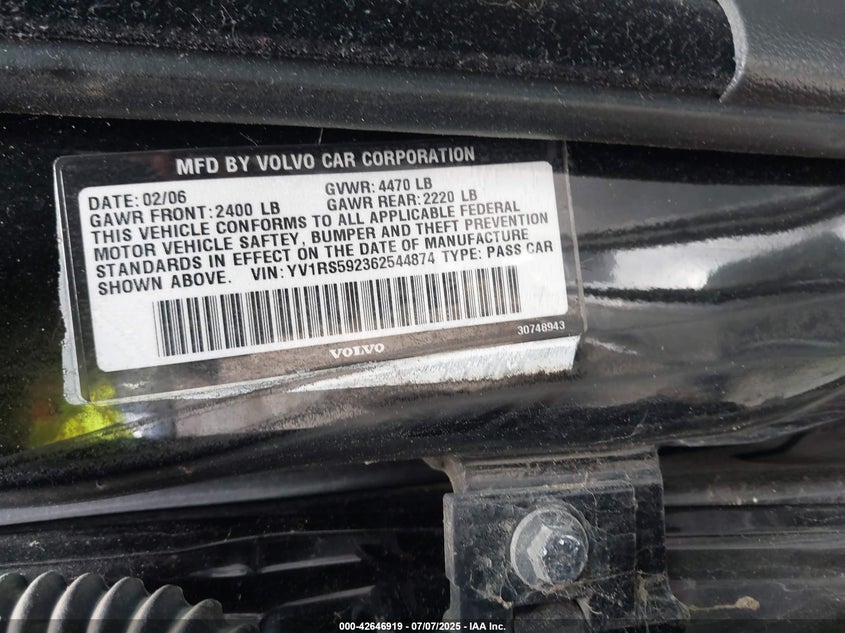 MFD BY VOLVO CAR CORPORATION
DATE: 02/06 GVWR: 4470 LB
GAWR FRONT: 2400 LB GAWR REAR: 2220 LB
THIS VEHICLE CONFORMS TO ALL APPLICABLE FEDERAL
MOTOR VEHICLE SAFTEY, BUMPER AND THEFT PREVENTION
STANDARDS IN EFFECT ON THE DATE OF MANUFACTURE
SHOWN ABOVE. VIN: YV1RS592362544874 TYPE: PASS CAR
30748943
VOLVO
000-42646919 / 07/07/2025 - IAA Inc.